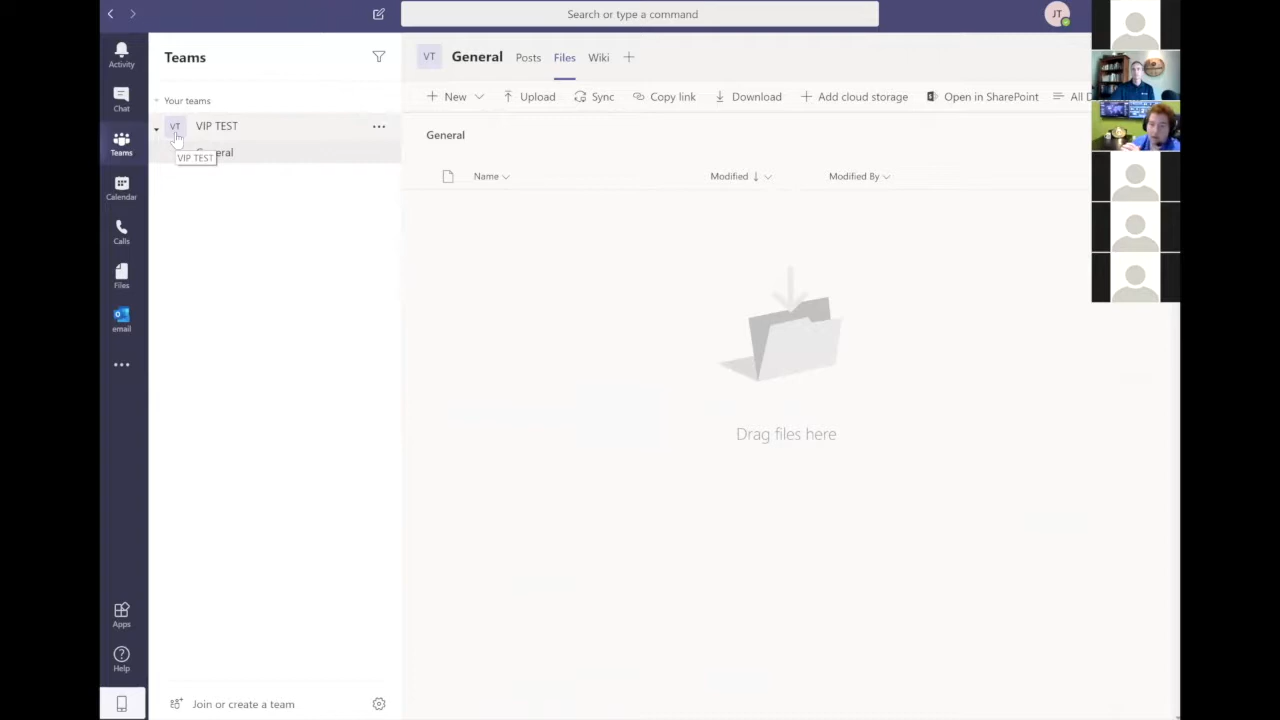 Search or type a command
JT
Activity
Chat
Teams
Calendar
Calls
Files
email
Apps
Help
Teams
Your teams
VT VIP TEST
VIP TEST
eral
Join or create a team
VT General Posts Files Wiki
New Upload Sync Copy link Download Add cloud storage Open in SharePoint All D
General
Name Modified Modified By
Drag files here